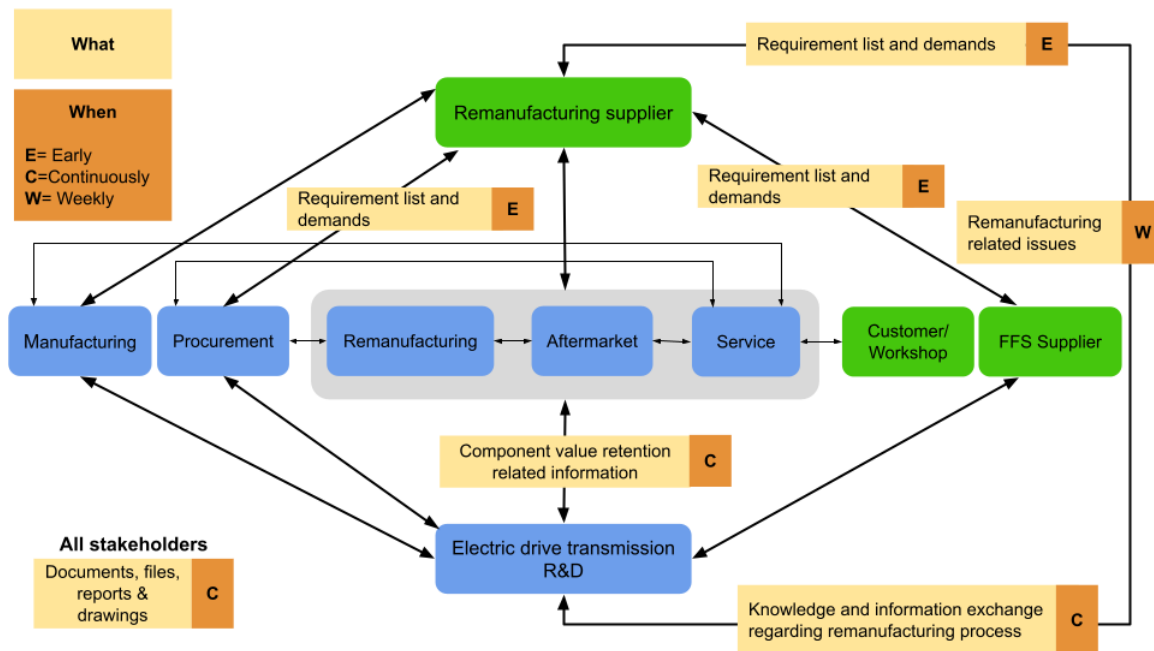 What
When
E= Early
C=Continuously
W= Weekly
Requirement list and demands
E
Remanufacturing supplier
Requirement list and
demands
E
Requirement list and
demands
E
Remanufacturing
related issues
W
Manufacturing
Procurement
Remanufacturing
Aftermarket
Service
Customer/
Workshop
FFS Supplier
Component value retention
related information
C
Electric drive transmission
R&D
All stakeholders
Documents, files,
reports &
drawings
C
Knowledge and information exchange
regarding remanufacturing process
C